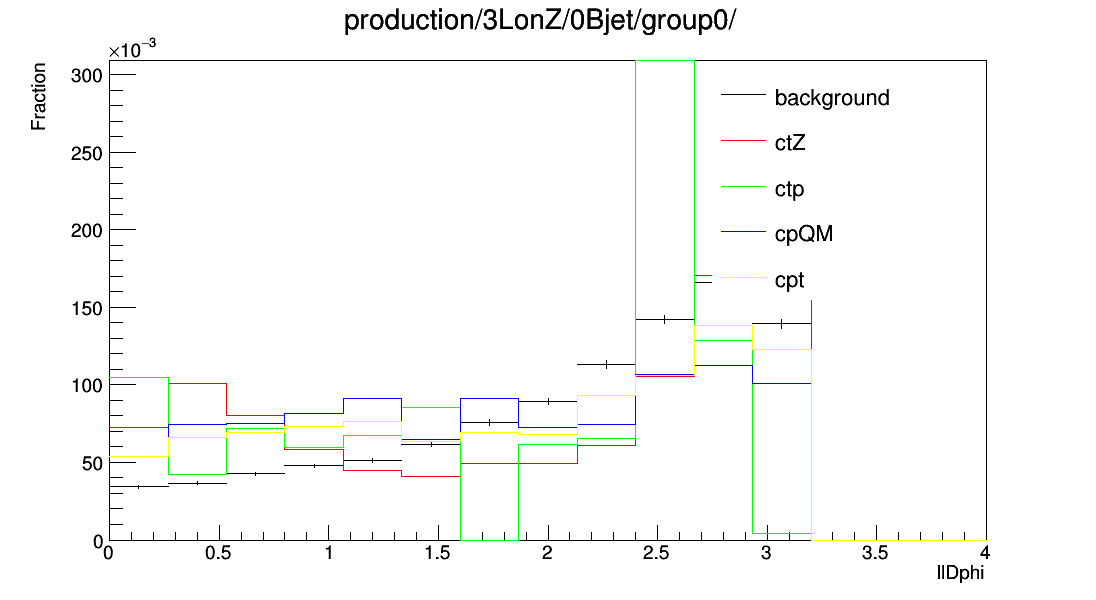 production/3LonZ/0Bjet/group0/
×10⁻³
Fraction
300
250
200
150
100
50
0
background
ctZ
ctp
cpQM
cpt
0 0.5 1 1.5 2 2.5 3 3.5 4
llDphi